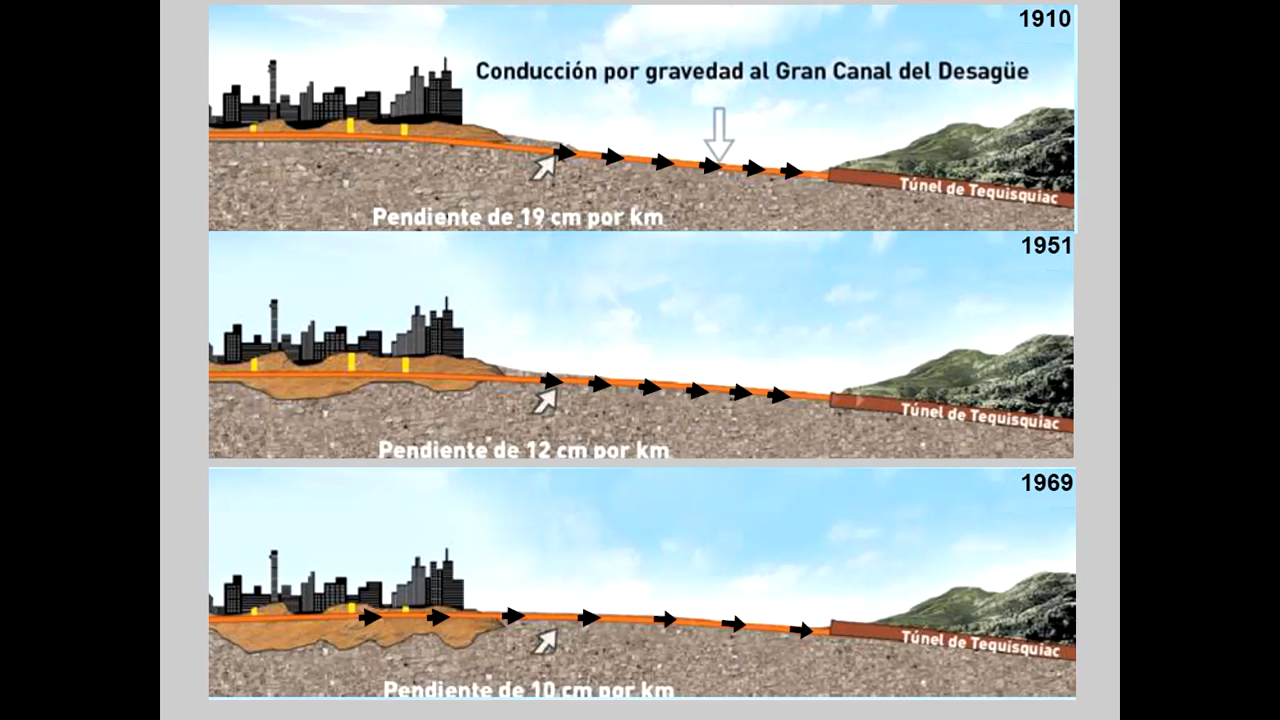 1910
Conducción por gravedad al Gran Canal del Desagüe
Túnel de Tequisquiac
Pendiente de 19 cm por km
1951
Túnel de Tequisquiac
Pendiente de 12 cm por km
1969
Túnel de Tequisquiac
Pendiente de 10 cm por km